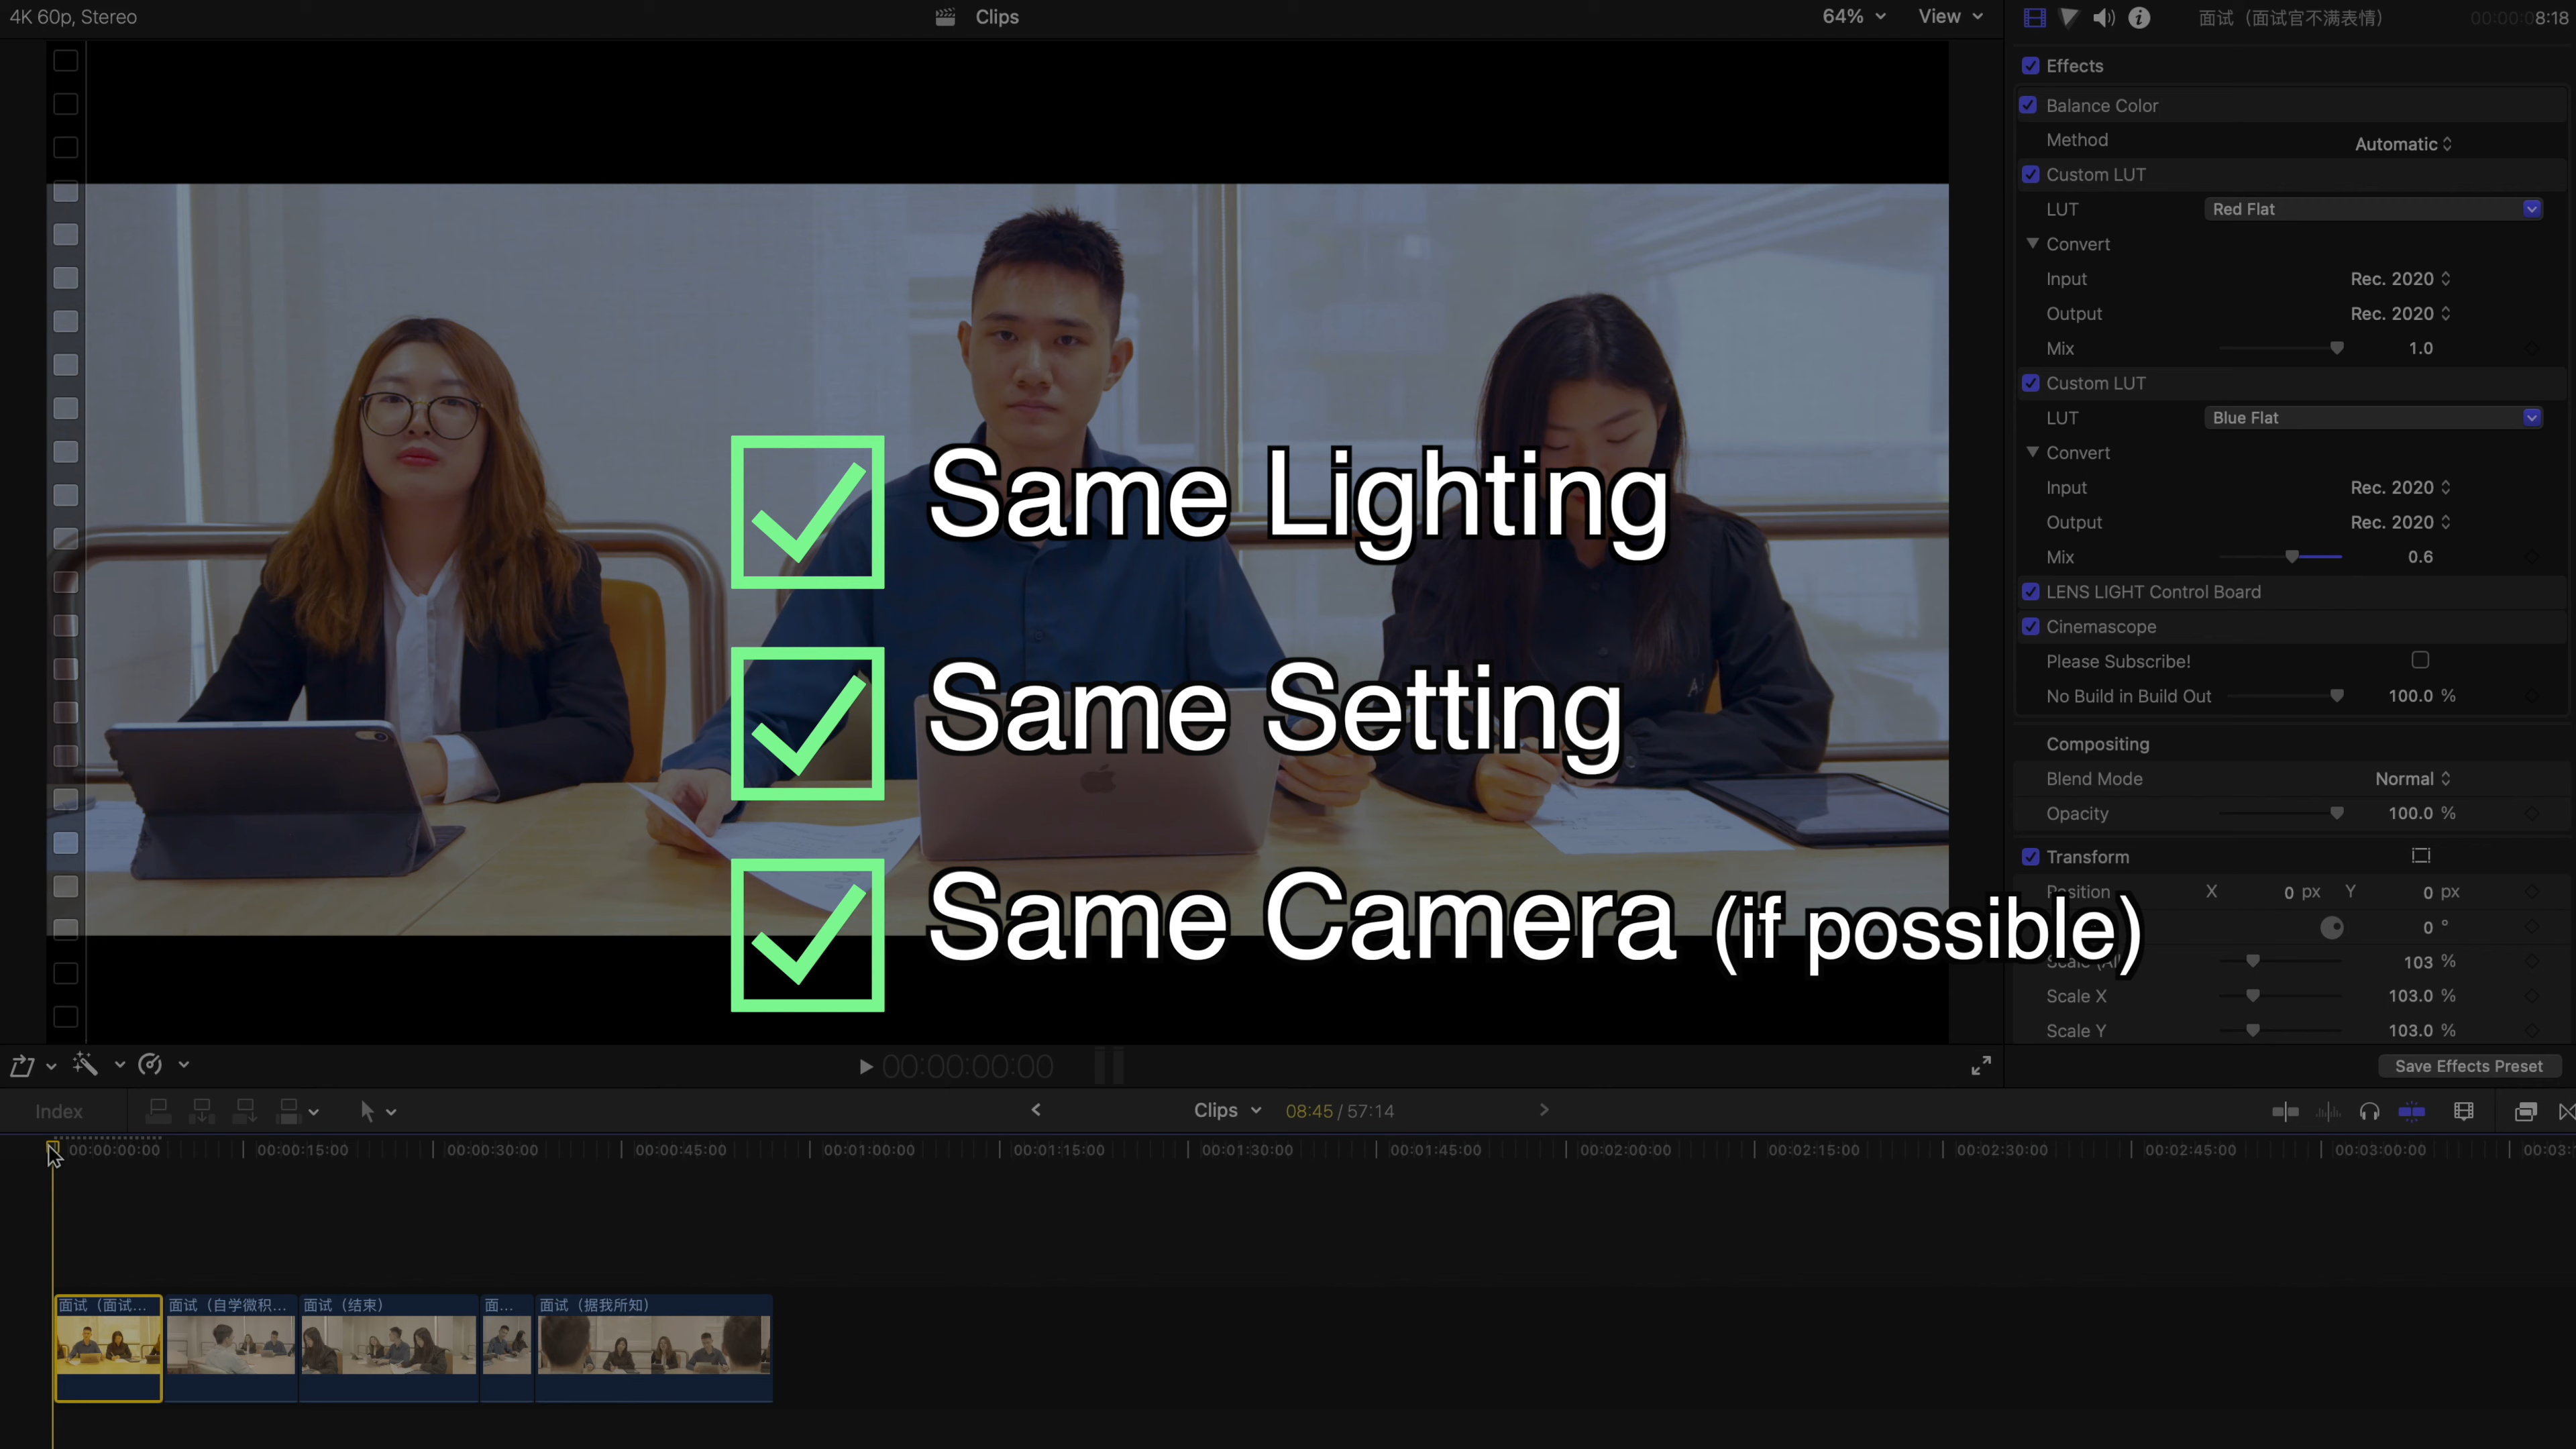 4K 60p, Stereo
Clips
64%
View
面试（面试官不满表情）
00:00:08:18
Effects
Balance Color
Method Automatic
Custom LUT
LUT Red Flat
Convert
Input Rec. 2020
Output Rec. 2020
Mix 1.0
Custom LUT
LUT Blue Flat
Convert
Input Rec. 2020
Output Rec. 2020
Mix 0.6
LENS LIGHT Control Board
Cinemascope
Please Subscribe!
No Build in Build Out 100.0 %
Compositing
Blend Mode Normal
Opacity 100.0 %
Transform
Position X 0 px Y 0 px
0 °
Scale (All) 103 %
Scale X 103.0 %
Scale Y 103.0 %
Save Effects Preset
Same Lighting
Same Setting
Same Camera (if possible)
00:00:00:00
Index
Clips 08:45 / 57:14
00:00:00:00 00:00:15:00 00:00:30:00 00:00:45:00 00:01:00:00 00:01:15:00 00:01:30:00 00:01:45:00 00:02:00:00 00:02:15:00 00:02:30:00 00:02:45:00 00:03:00:00 00:03:
面试（面试... 面试（自学微积... 面试（结束） 面... 面试（据我所知）